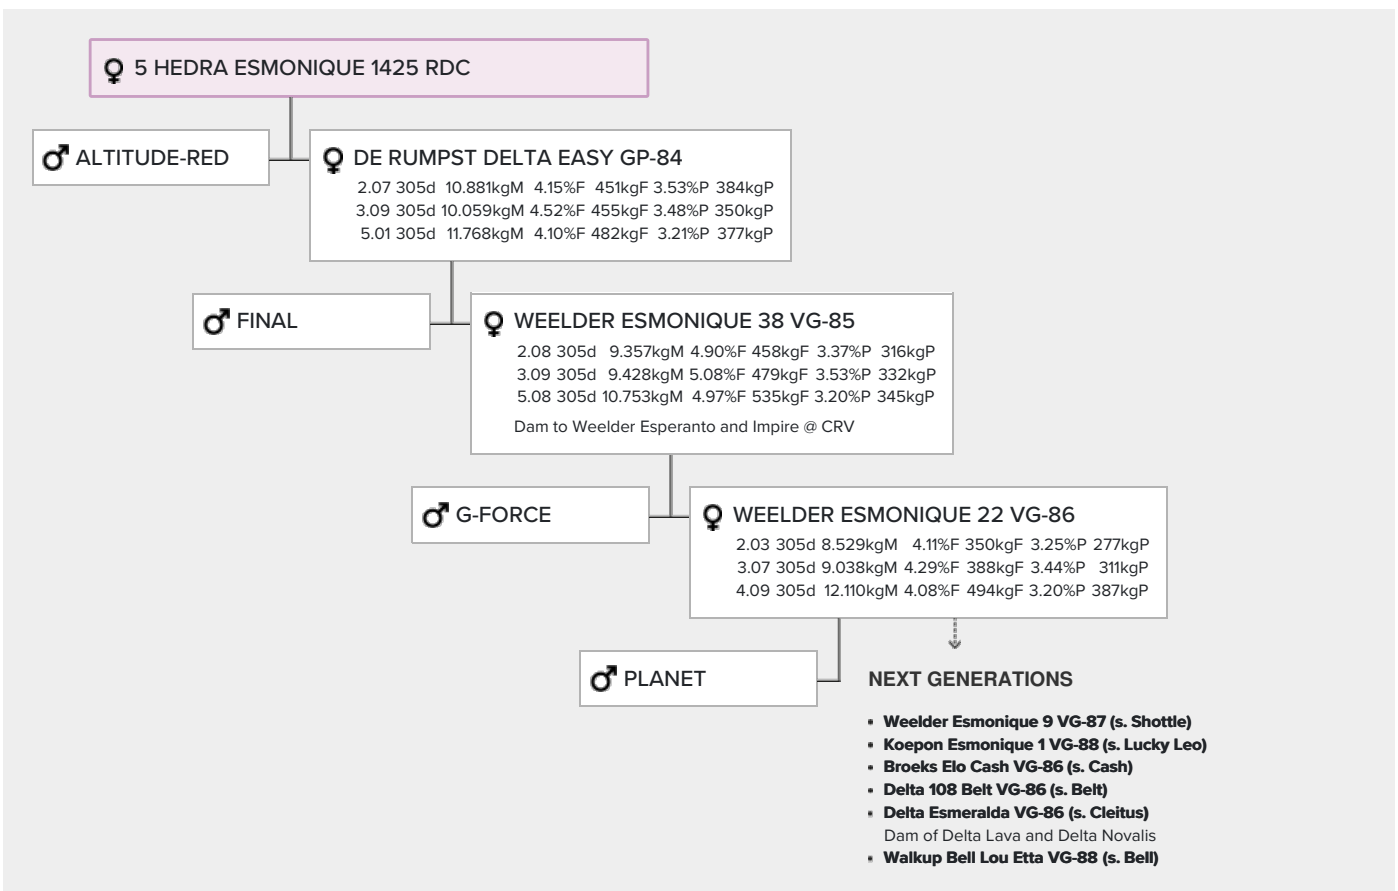 5 HEDRA ESMONIQUE 1425 RDC
ALTITUDE-RED
DE RUMPST DELTA EASY GP-84
2.07 305d 10.881kgM 4.15%F 451kgF 3.53%P 384kgP
3.09 305d 10.059kgM 4.52%F 455kgF 3.48%P 350kgP
5.01 305d 11.768kgM 4.10%F 482kgF 3.21%P 377kgP
FINAL
WEELDER ESMONIQUE 38 VG-85
2.08 305d 9.357kgM 4.90%F 458kgF 3.37%P 316kgP
3.09 305d 9.428kgM 5.08%F 479kgF 3.53%P 332kgP
5.08 305d 10.753kgM 4.97%F 535kgF 3.20%P 345kgP
Dam to Weelder Esperanto and Impire @ CRV
G-FORCE
WEELDER ESMONIQUE 22 VG-86
2.03 305d 8.529kgM 4.11%F 350kgF 3.25%P 277kgP
3.07 305d 9.038kgM 4.29%F 388kgF 3.44%P 311kgP
4.09 305d 12.110kgM 4.08%F 494kgF 3.20%P 387kgP
PLANET
NEXT GENERATIONS
• Weelder Esmonique 9 VG-87 (s. Shottle)
• Koepon Esmonique 1 VG-88 (s. Lucky Leo)
• Broeks Elo Cash VG-86 (s. Cash)
• Delta 108 Belt VG-86 (s. Belt)
• Delta Esmeralda VG-86 (s. Cleitus)
Dam of Delta Lava and Delta Novalis
• Walkup Bell Lou Etta VG-88 (s. Bell)